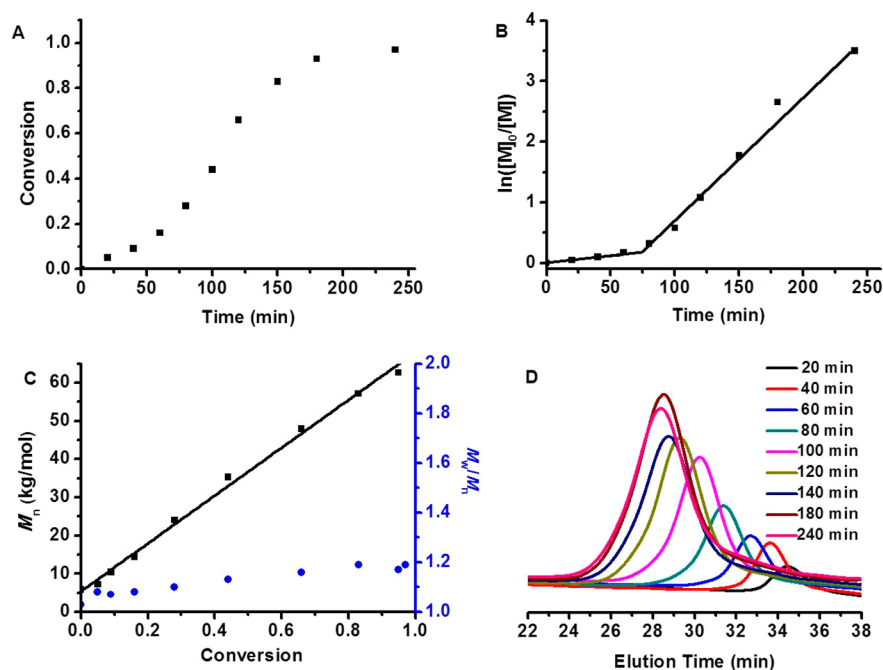 A
Conversion
1.0
0.8
0.6
0.4
0.2
0.0
0 50 100 150 200 250
Time (min)
B
ln([M]0/[M])
4
3
2
1
0
0 50 100 150 200 250
Time (min)
C
Mn (kg/mol)
60
50
40
30
20
10
0
2.0
1.8
1.6
1.4
1.2
1.0
Mw/Mn
0.0 0.2 0.4 0.6 0.8 1.0
Conversion
D
20 min
40 min
60 min
80 min
100 min
120 min
140 min
180 min
240 min
22 24 26 28 30 32 34 36 38
Elution Time (min)